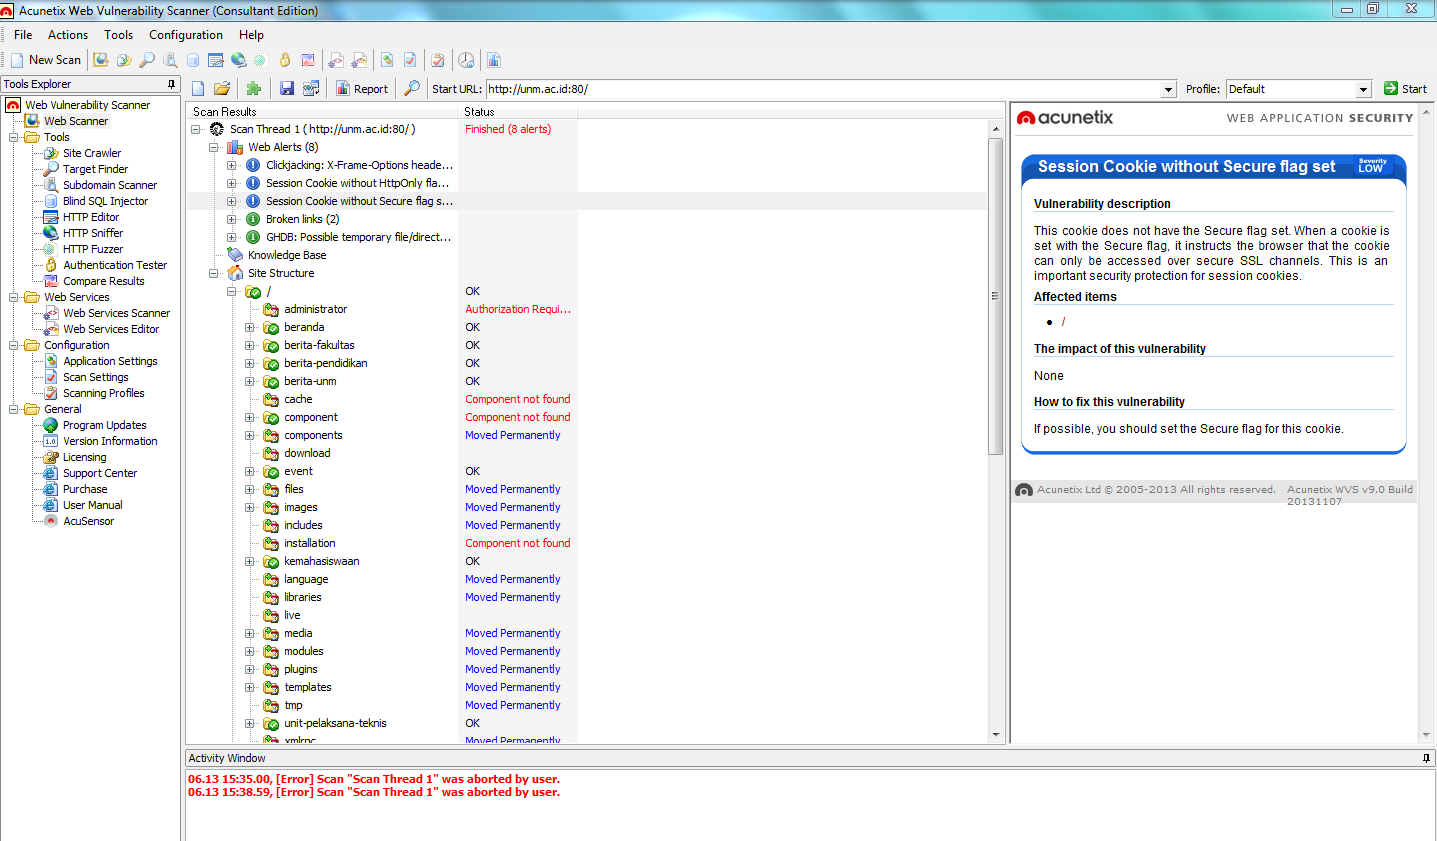 Acunetix Web Vulnerability Scanner (Consultant Edition)
File Actions Tools Configuration Help
New Scan
Tools Explorer
Web Vulnerability Scanner
Web Scanner
Tools
Site Crawler
Target Finder
Subdomain Scanner
Blind SQL Injector
HTTP Editor
HTTP Sniffer
HTTP Fuzzer
Authentication Tester
Compare Results
Web Services
Web Services Scanner
Web Services Editor
Configuration
Application Settings
Scan Settings
Scanning Profiles
General
Program Updates
Version Information
Licensing
Support Center
Purchase
User Manual
AcuSensor
Report Start URL: http://unm.ac.id:80/ Profile: Default Start
Scan Results Status
Scan Thread 1 ( http://unm.ac.id:80/ ) Finished (8 alerts)
Web Alerts (8)
Clickjacking: X-Frame-Options heade...
Session Cookie without HttpOnly fla...
Session Cookie without Secure flag s...
Broken links (2)
GHDB: Possible temporary file/direct...
Knowledge Base
Site Structure
/ OK
administrator Authorization Requi...
beranda OK
berita-fakultas OK
berita-pendidikan OK
berita-unm OK
cache Component not found
component Component not found
components Moved Permanently
download
event OK
files Moved Permanently
images Moved Permanently
includes Moved Permanently
installation Component not found
kemahasiswaan OK
language Moved Permanently
libraries Moved Permanently
live
media Moved Permanently
modules Moved Permanently
plugins Moved Permanently
templates Moved Permanently
tmp Moved Permanently
unit-pelaksana-teknis OK
xmlrpc Moved Permanently
acunetix WEB APPLICATION SECURITY
Session Cookie without Secure flag set Severity LOW
Vulnerability description
This cookie does not have the Secure flag set. When a cookie is
set with the Secure flag, it instructs the browser that the cookie
can only be accessed over secure SSL channels. This is an
important security protection for session cookies.
Affected items
• /
The impact of this vulnerability
None
How to fix this vulnerability
If possible, you should set the Secure flag for this cookie.
Acunetix Ltd © 2005-2013 All rights reserved. Acunetix WVS v9.0 Build
20131107
Activity Window
06.13 15:35.00, [Error] Scan "Scan Thread 1" was aborted by user.
06.13 15:38.59, [Error] Scan "Scan Thread 1" was aborted by user.